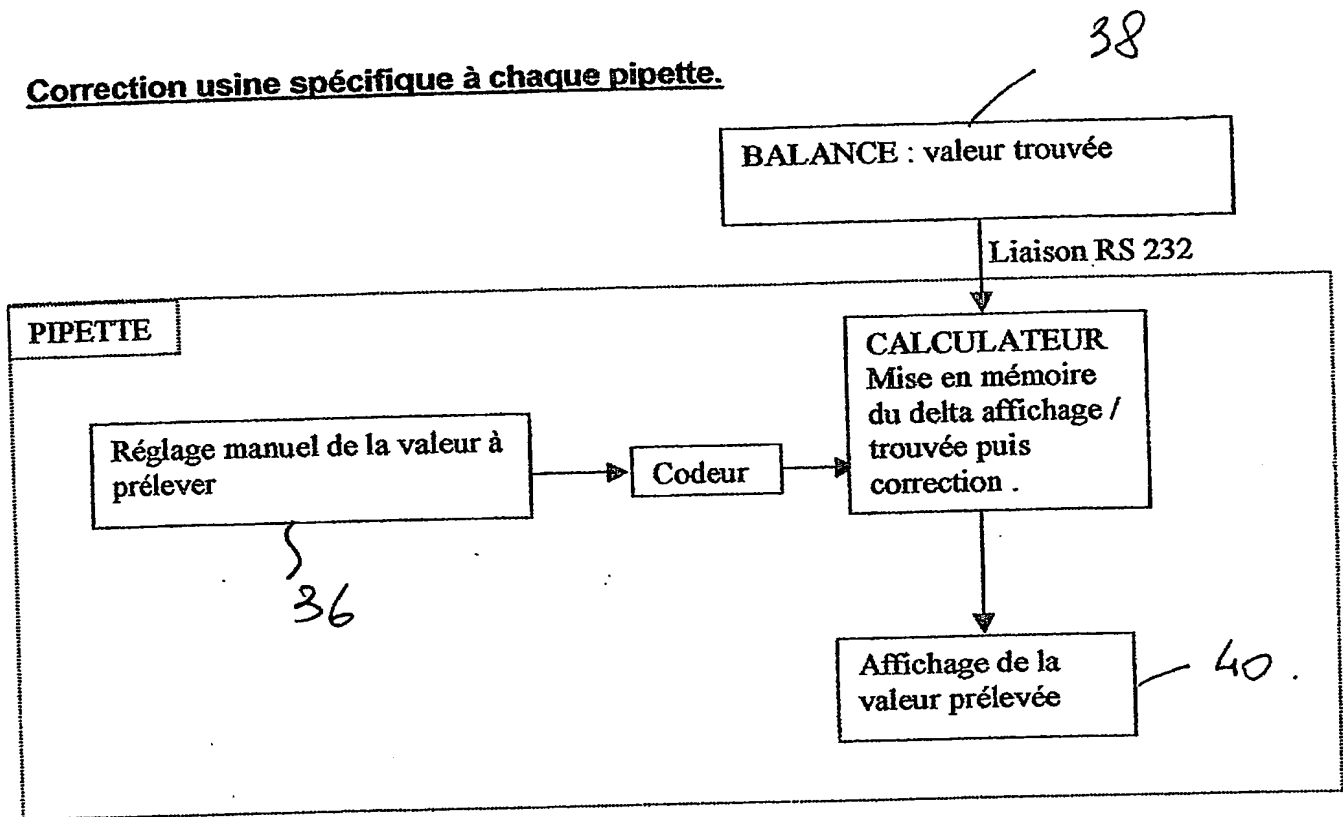 38
Correction usine spécifique à chaque pipette.
BALANCE : valeur trouvée
Liaison RS 232
PIPETTE
CALCULATEUR
Mise en mémoire
du delta affichage /
trouvée puis
correction .
Réglage manuel de la valeur à
prélever
Codeur
36
Affichage de la
valeur prélevée
40.